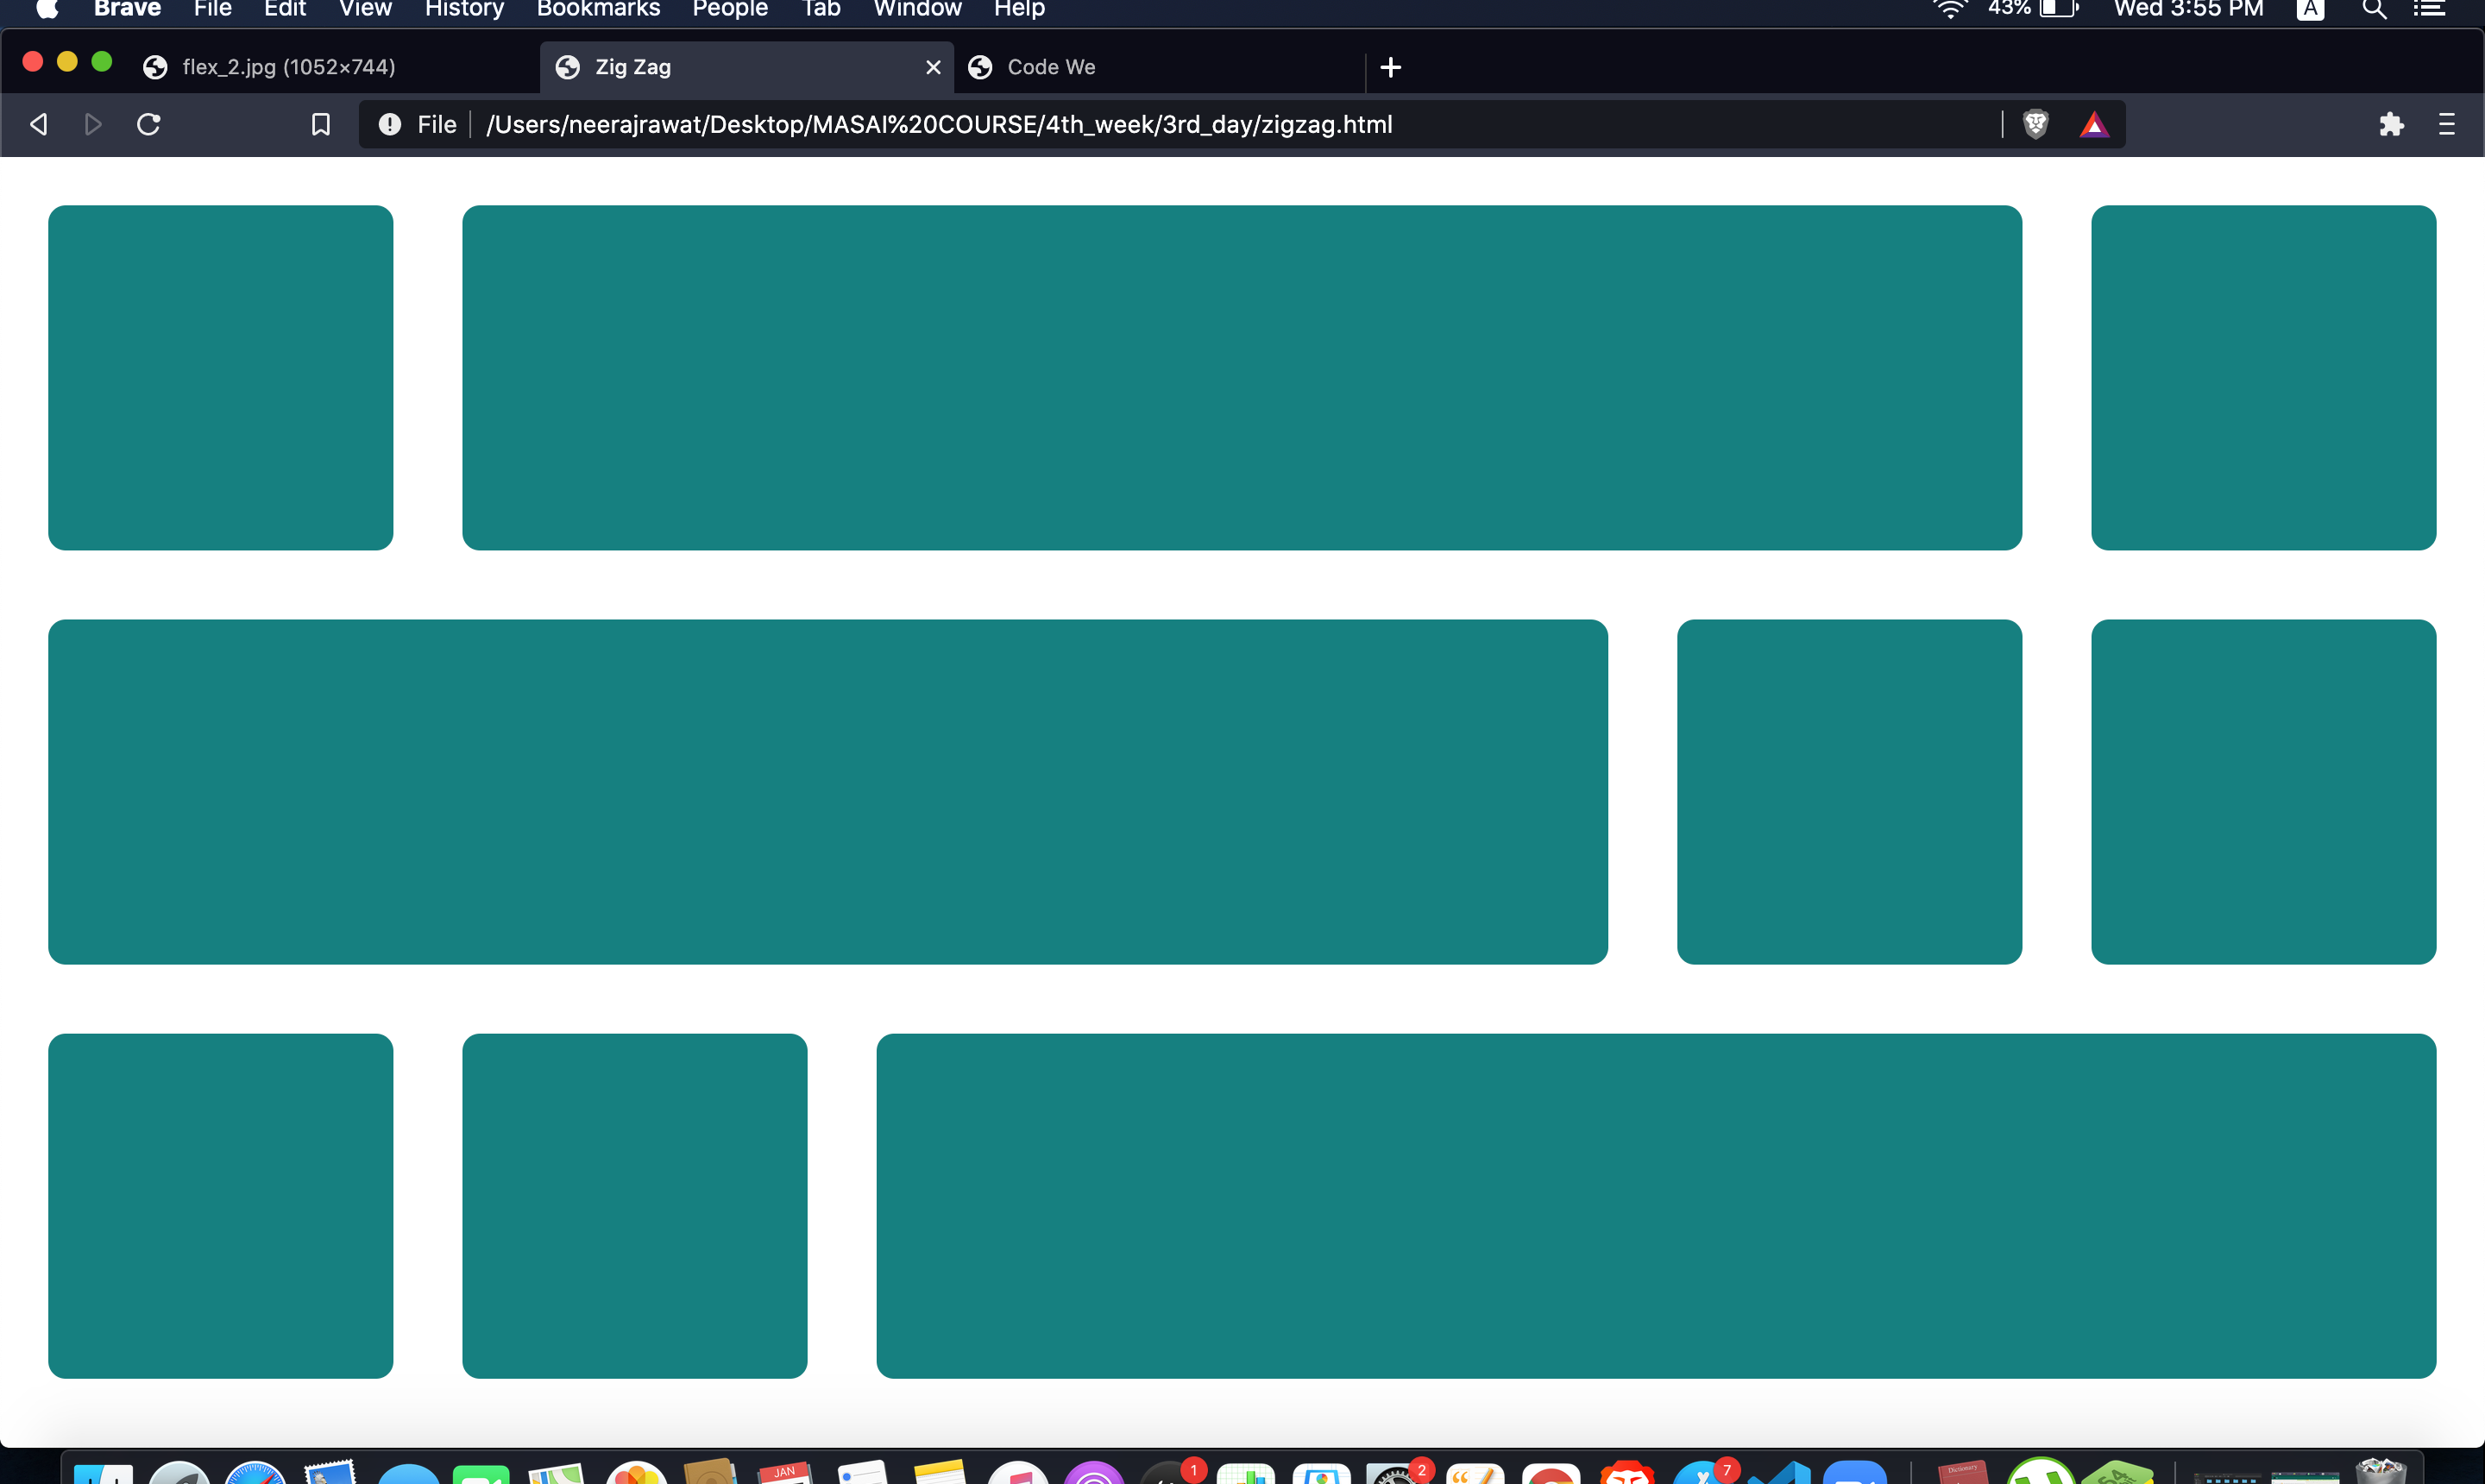 Brave File Edit View History Bookmarks People Tab Window Help 43% Wed 3:55 PM A
flex_2.jpg (1052×744) Zig Zag Code We
File /Users/neerajrawat/Desktop/MASAI%20COURSE/4th_week/3rd_day/zigzag.html
JAN 1 2 7
Dictionary